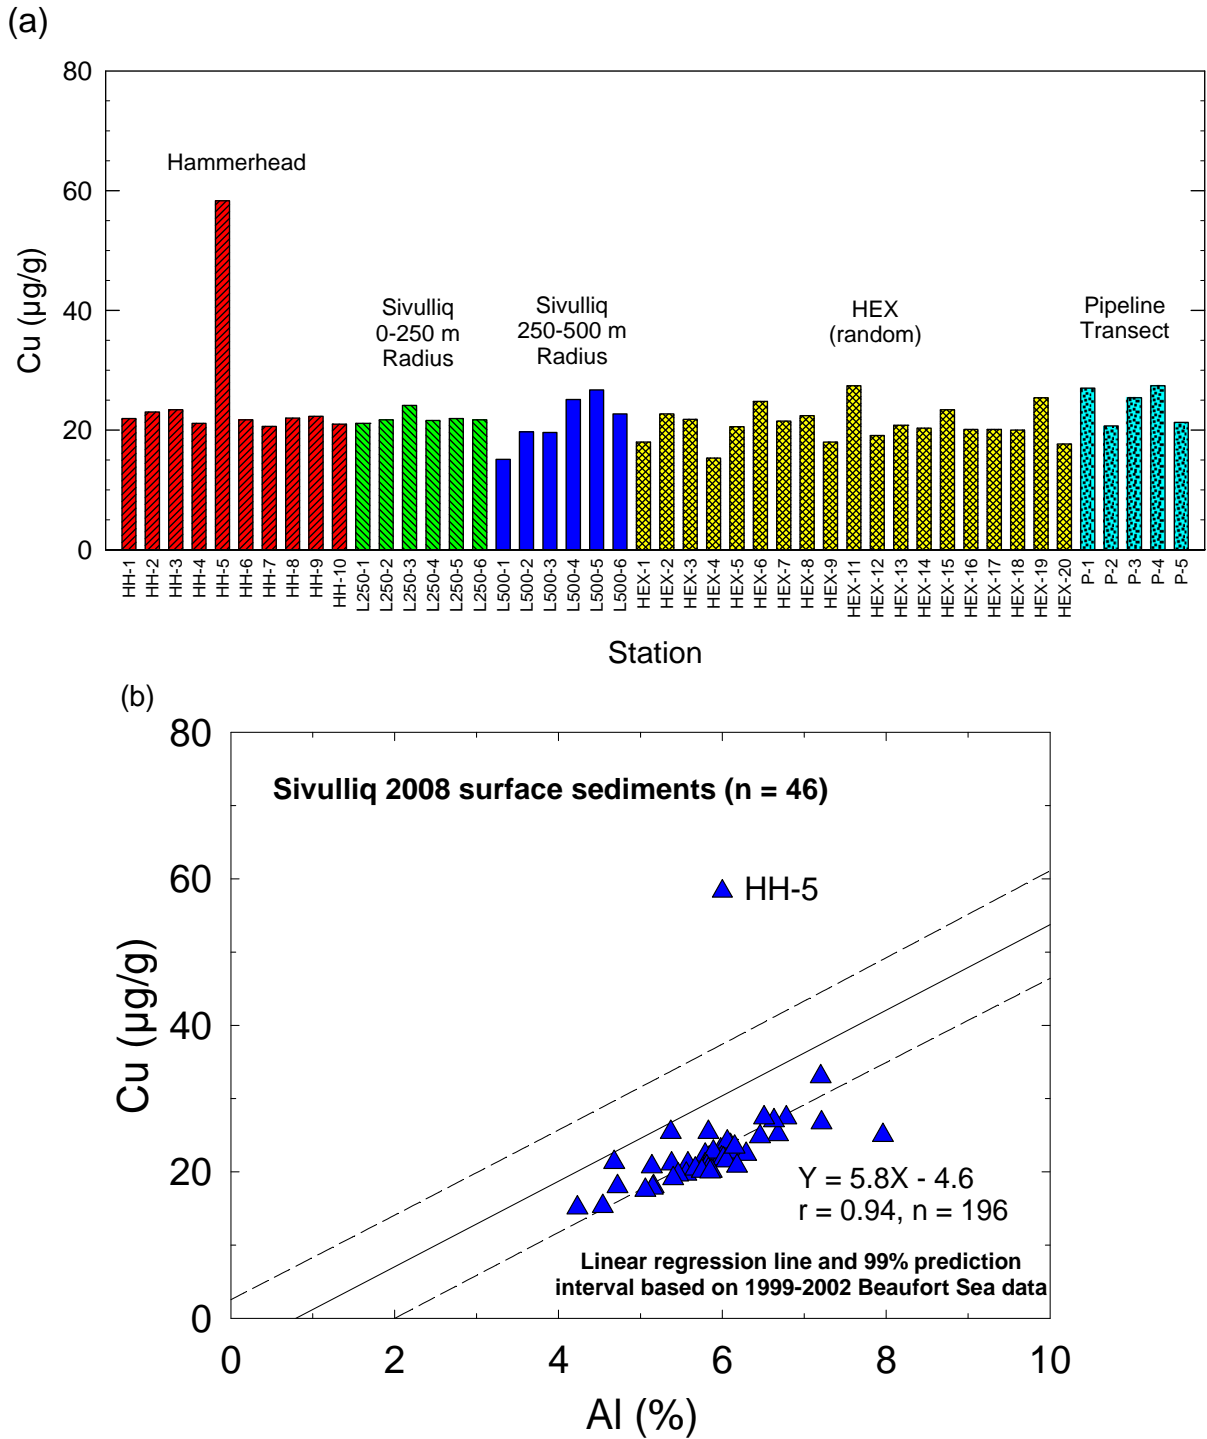 (a)
80
60
40
20
0
Cu (µg/g)
Hammerhead
Sivulliq
0-250 m
Radius
Sivulliq
250-500 m
Radius
HEX
(random)
Pipeline
Transect
HH-1
HH-2
HH-3
HH-4
HH-5
HH-6
HH-7
HH-8
HH-9
HH-10
L250-1
L250-2
L250-3
L250-4
L250-5
L250-6
L500-1
L500-2
L500-3
L500-4
L500-5
L500-6
HEX-1
HEX-2
HEX-3
HEX-4
HEX-5
HEX-6
HEX-7
HEX-8
HEX-9
HEX-11
HEX-12
HEX-13
HEX-14
HEX-15
HEX-16
HEX-17
HEX-18
HEX-19
HEX-20
P-1
P-2
P-3
P-4
P-5
Station
(b)
80
60
40
20
0
Cu (µg/g)
Sivulliq 2008 surface sediments (n = 46)
HH-5
Y = 5.8X - 4.6
r = 0.94, n = 196
Linear regression line and 99% prediction
interval based on 1999-2002 Beaufort Sea data
0
2
4
6
8
10
Al (%)